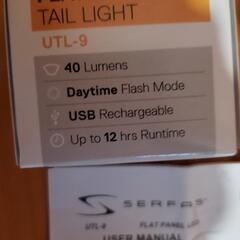 TAIL LIGHT
UTL-9
40 Lumens
Daytime Flash Mode
USB Rechargeable
Up to 12 hrs Runtime
SERFAS
UTL-9 FLAT PANEL LED
USER MANUAL